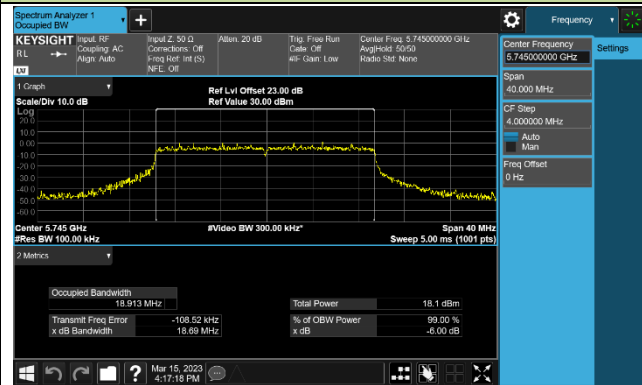 Spectrum Analyzer 1
Occupied BW
Frequency
KEYSIGHT
RL
LXI
Input: RF
Coupling: AC
Align: Auto
Input Z: 50 Ω
Corrections: Off
Freq Ref: Int (S)
NFE: Off
Atten: 20 dB
Trig: Free Run
Gate: Off
#IF Gain: Low
Center Freq: 5.745000000 GHz
Avg|Hold: 50/50
Radio Std: None
Center Frequency
5.745000000 GHz
Settings
Span
40.000 MHz
CF Step
4.000000 MHz
Auto
Man
Freq Offset
0 Hz
1 Graph
Scale/Div 10.0 dB
Ref Lvl Offset 23.00 dB
Ref Value 30.00 dBm
Log
20.0
10.0
0.00
-10.0
-20.0
-30.0
-40.0
-50.0
-60.0
Center 5.745 GHz
#Video BW 300.00 kHz*
Span 40 MHz
#Res BW 100.00 kHz
Sweep 5.00 ms (1001 pts)
2 Metrics
Occupied Bandwidth
18.913 MHz
Total Power 18.1 dBm
Transmit Freq Error -108.52 kHz
% of OBW Power 99.00 %
x dB Bandwidth 18.69 MHz
x dB -6.00 dB
Mar 15, 2023
4:17:18 PM